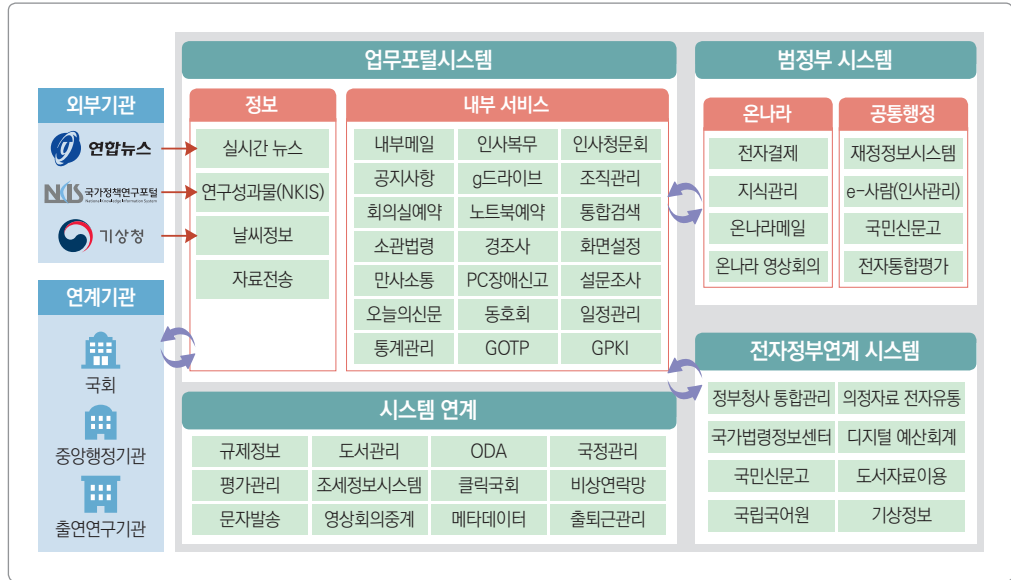 외부기관
연합뉴스
NKIS 국가정책연구포털
National Knowledge Information System
기상청
연계기관
국회
중앙행정기관
출연연구기관
업무포털시스템
정보
실시간 뉴스
연구성과물(NKIS)
날씨정보
자료전송
내부 서비스
내부메일 인사복무 인사청문회
공지사항 g드라이브 조직관리
회의실예약 노트북예약 통합검색
소관법령 경조사 화면설정
만사소통 PC장애신고 설문조사
오늘의신문 동호회 일정관리
통계관리 GOTP GPKI
시스템 연계
규제정보 도서관리 ODA 국정관리
평가관리 조세정보시스템 클릭국회 비상연락망
문자발송 영상회의중계 메타데이터 출퇴근관리
범정부 시스템
온나라
전자결제
지식관리
온나라메일
온나라 영상회의
공통행정
재정정보시스템
e-사람(인사관리)
국민신문고
전자통합평가
전자정부연계 시스템
정부청사 통합관리 의정자료 전자유통
국가법령정보센터 디지털 예산회계
국민신문고 도서자료이용
국립국어원 기상정보